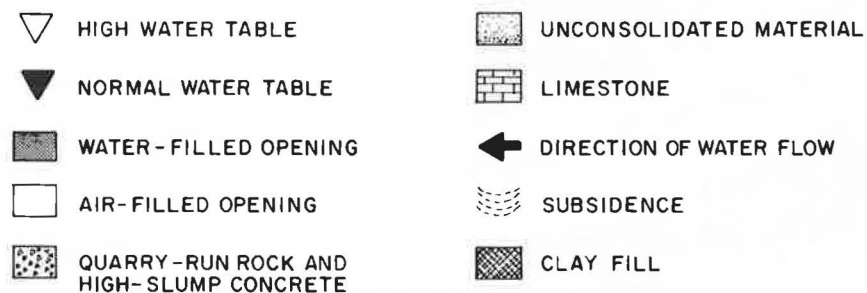 HIGH WATER TABLE
NORMAL WATER TABLE
WATER-FILLED OPENING
AIR-FILLED OPENING
QUARRY-RUN ROCK AND
HIGH-SLUMP CONCRETE
UNCONSOLIDATED MATERIAL
LIMESTONE
DIRECTION OF WATER FLOW
SUBSIDENCE
CLAY FILL